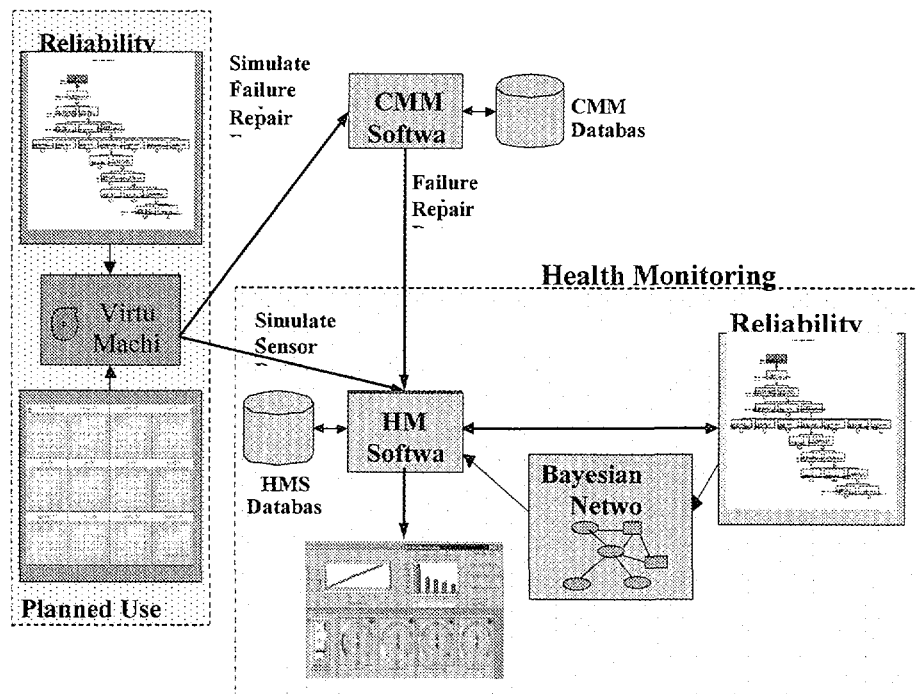 Reliability
Simulate
Failure
Repair
CMM
Softwa
CMM
Databas
Failure
Repair
Virtu
Machi
Health Monitoring
Simulate
Sensor
Reliability
HM
Softwa
HMS
Databas
Bayesian
Netwo
Planned Use